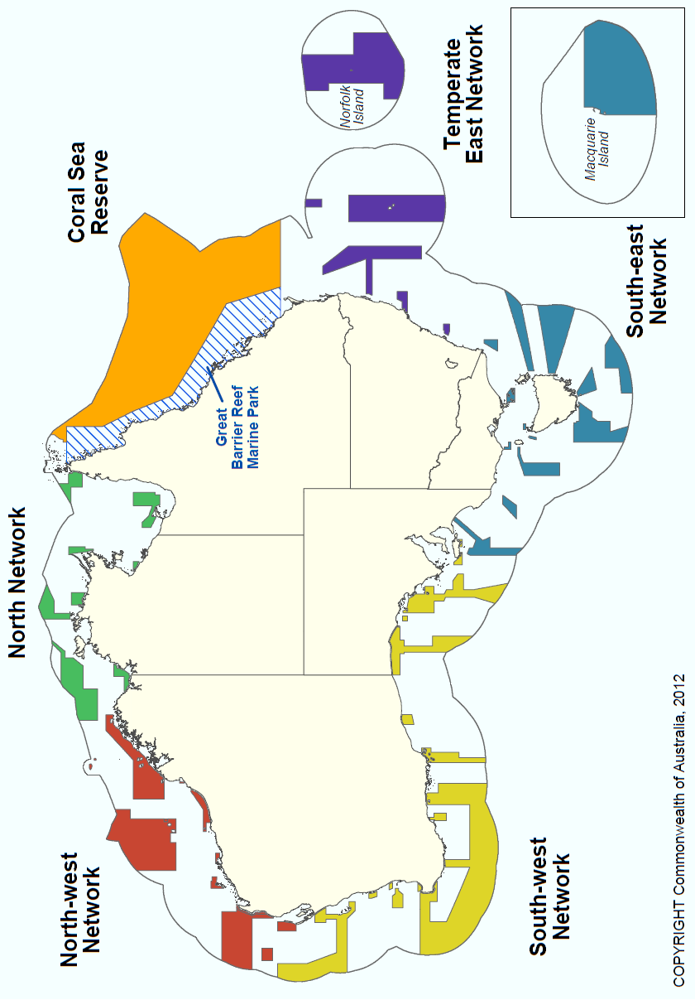 North Network
Coral Sea
Reserve
North-west
Network
Great
Barrier Reef
Marine Park
Norfolk
Island
Temperate
East Network
South-west
Network
South-east
Network
Macquarie
Island
COPYRIGHT Commonwealth of Australia, 2012